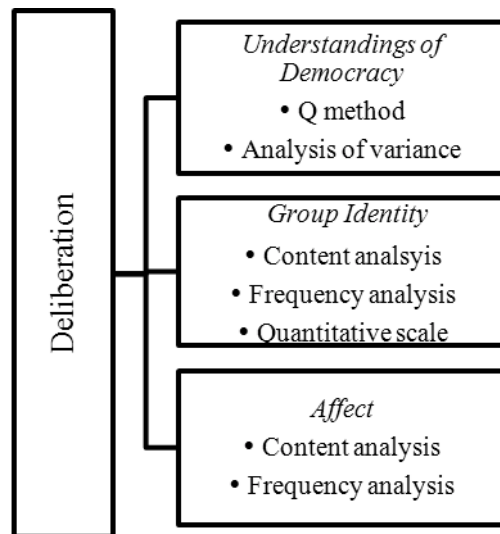 Deliberation
Understandings of
Democracy
• Q method
• Analysis of variance
Group Identity
• Content analsyis
• Frequency analysis
• Quantitative scale
Affect
• Content analysis
• Frequency analysis